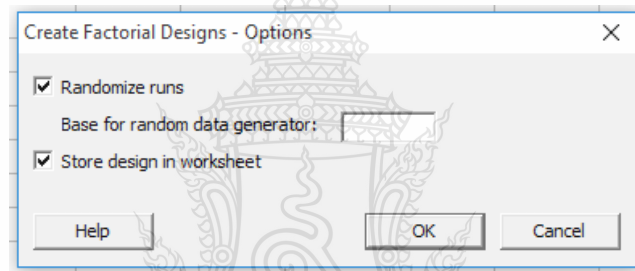 Create Factorial Designs - Options
Randomize runs
Base for random data generator:
Store design in worksheet
Help OK Cancel